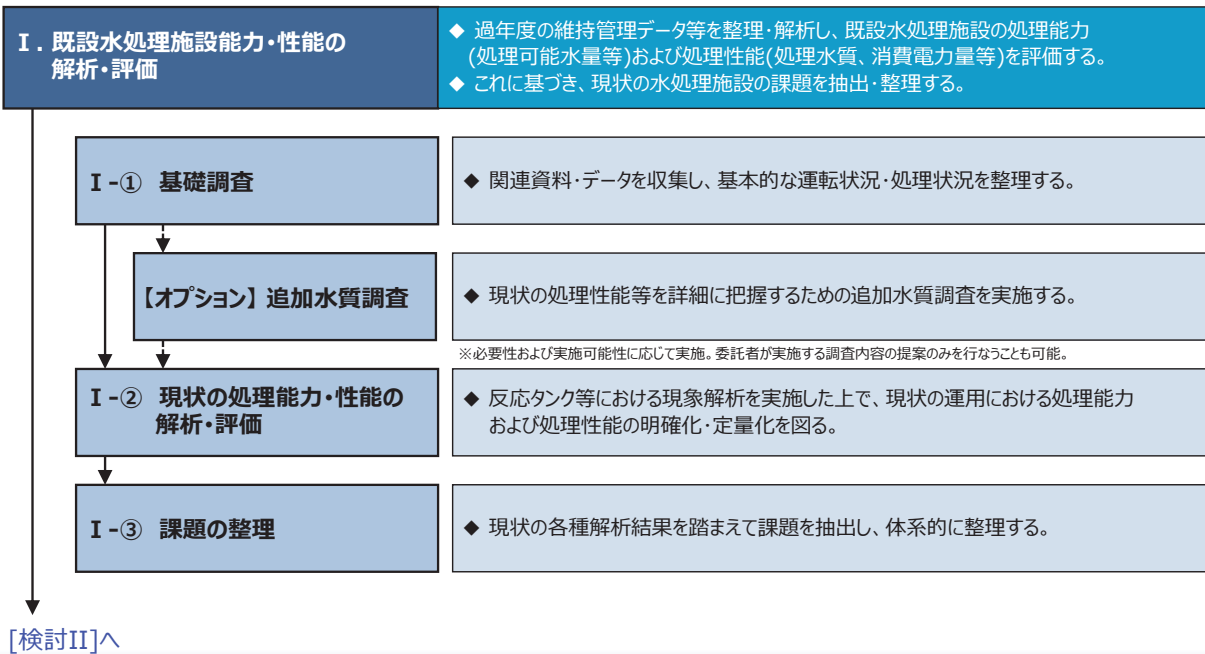 Ⅰ. 既設水処理施設能力・性能の
解析・評価
◆ 過年度の維持管理データ等を整理・解析し、既設水処理施設の処理能力
(処理可能水量等)および処理性能(処理水質、消費電力量等)を評価する。
◆ これに基づき、現状の水処理施設の課題を抽出・整理する。
Ⅰ-① 基礎調査
◆ 関連資料・データを収集し、基本的な運転状況・処理状況を整理する。
【オプション】追加水質調査
◆ 現状の処理性能等を詳細に把握するための追加水質調査を実施する。
※必要性および実施可能性に応じて実施。委託者が実施する調査内容の提案のみを行なうことも可能。
Ⅰ-② 現状の処理能力・性能の
解析・評価
◆ 反応タンク等における現象解析を実施した上で、現状の運用における処理能力
および処理性能の明確化・定量化を図る。
Ⅰ-③ 課題の整理
◆ 現状の各種解析結果を踏まえて課題を抽出し、体系的に整理する。
[検討II]へ